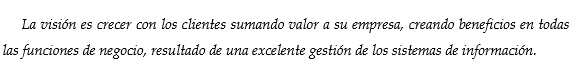 La visión es crecer con los clientes sumando valor a su empresa, creando beneficios en todas
las funciones de negocio, resultado de una excelente gestión de los sistemas de información.